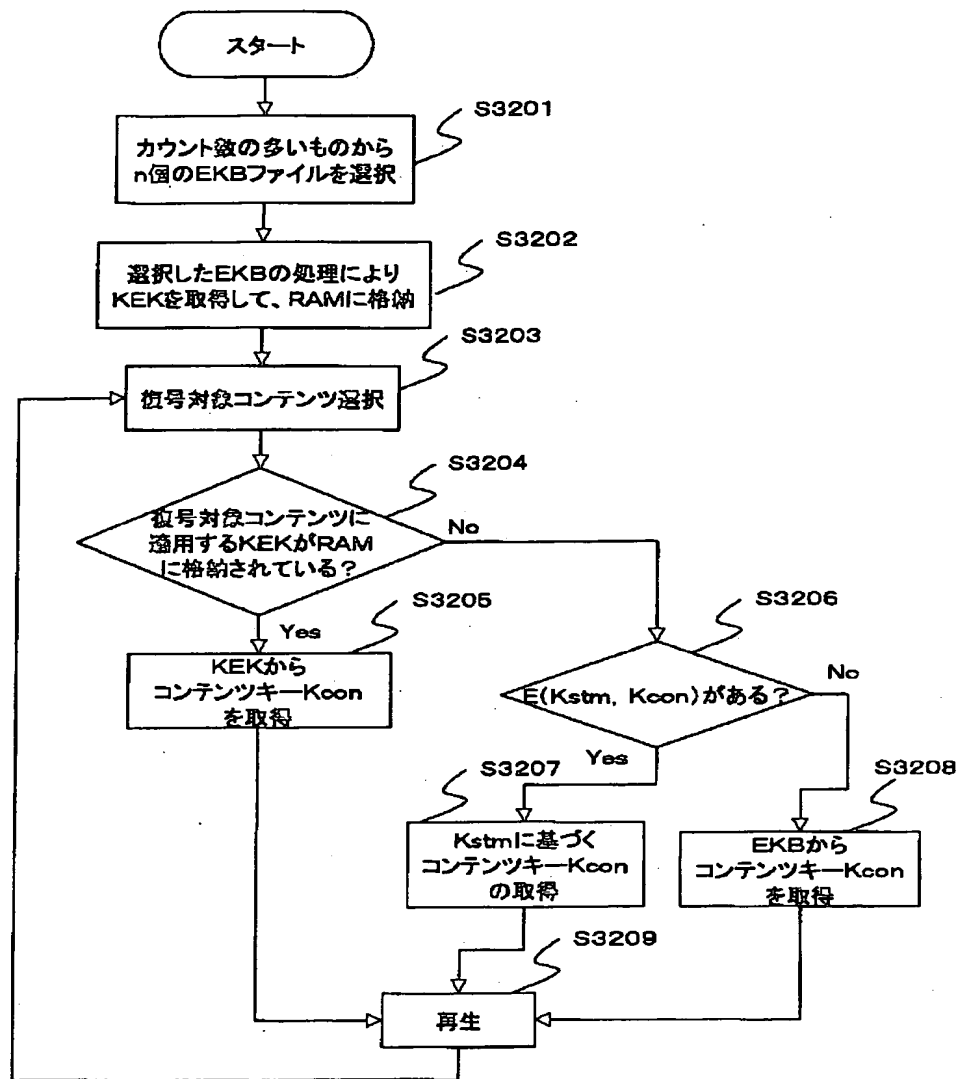 スタート
S3201
カウント数の多いものから
n個のEKBファイルを選択
S3202
選択したEKBの処理により
KEKを取得して、RAMに格納
S3203
復号対象コンテンツ選択
S3204
復号対象コンテンツに
適用するKEKがRAM
に格納されている?
No
Yes
S3205
KEKから
コンテンツキーKcon
を取得
S3206
E(Kstm, Kcon)がある?
No
Yes
S3207
Kstmに基づく
コンテンツキーKcon
の取得
S3208
EKBから
コンテンツキーKcon
を取得
S3209
再生